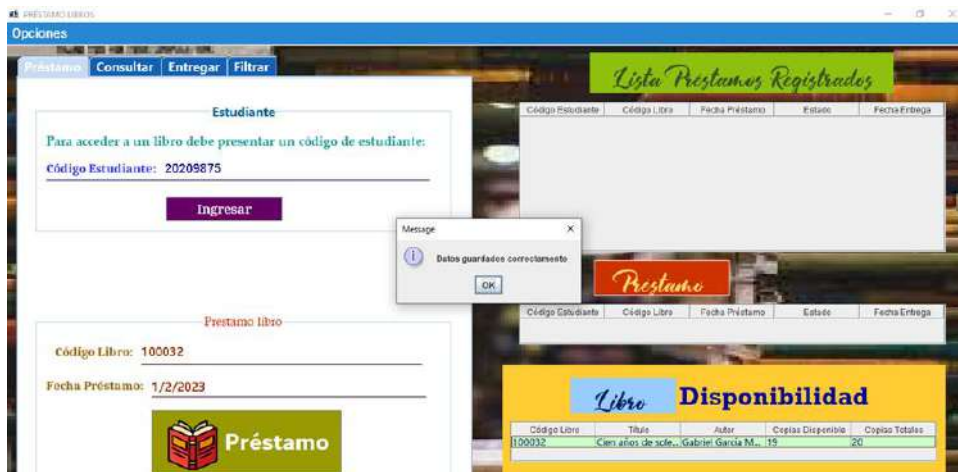 PRÉSTAMO LIBROS
Opciones
Préstamo Consultar Entregar Filtrar
Estudiante
Para acceder a un libro debe presentar un código de estudiante:
Código Estudiante: 20209875
Ingresar
Prestamo libro
Código Libro: 100032
Fecha Préstamo: 1/2/2023
Préstamo
Message
Datos guardados correctamente
OK
Lista Prestamos Registrados
Código Estudiante Código Libro Fecha Préstamo Estado Fecha Entrega
Préstamo
Código Estudiante Código Libro Fecha Préstamo Estado Fecha Entrega
Libro Disponibilidad
Código Libro Título Autor Copias Disponible Copias Totales
100032 Cien años de sole... Gabriel García M... 19 20